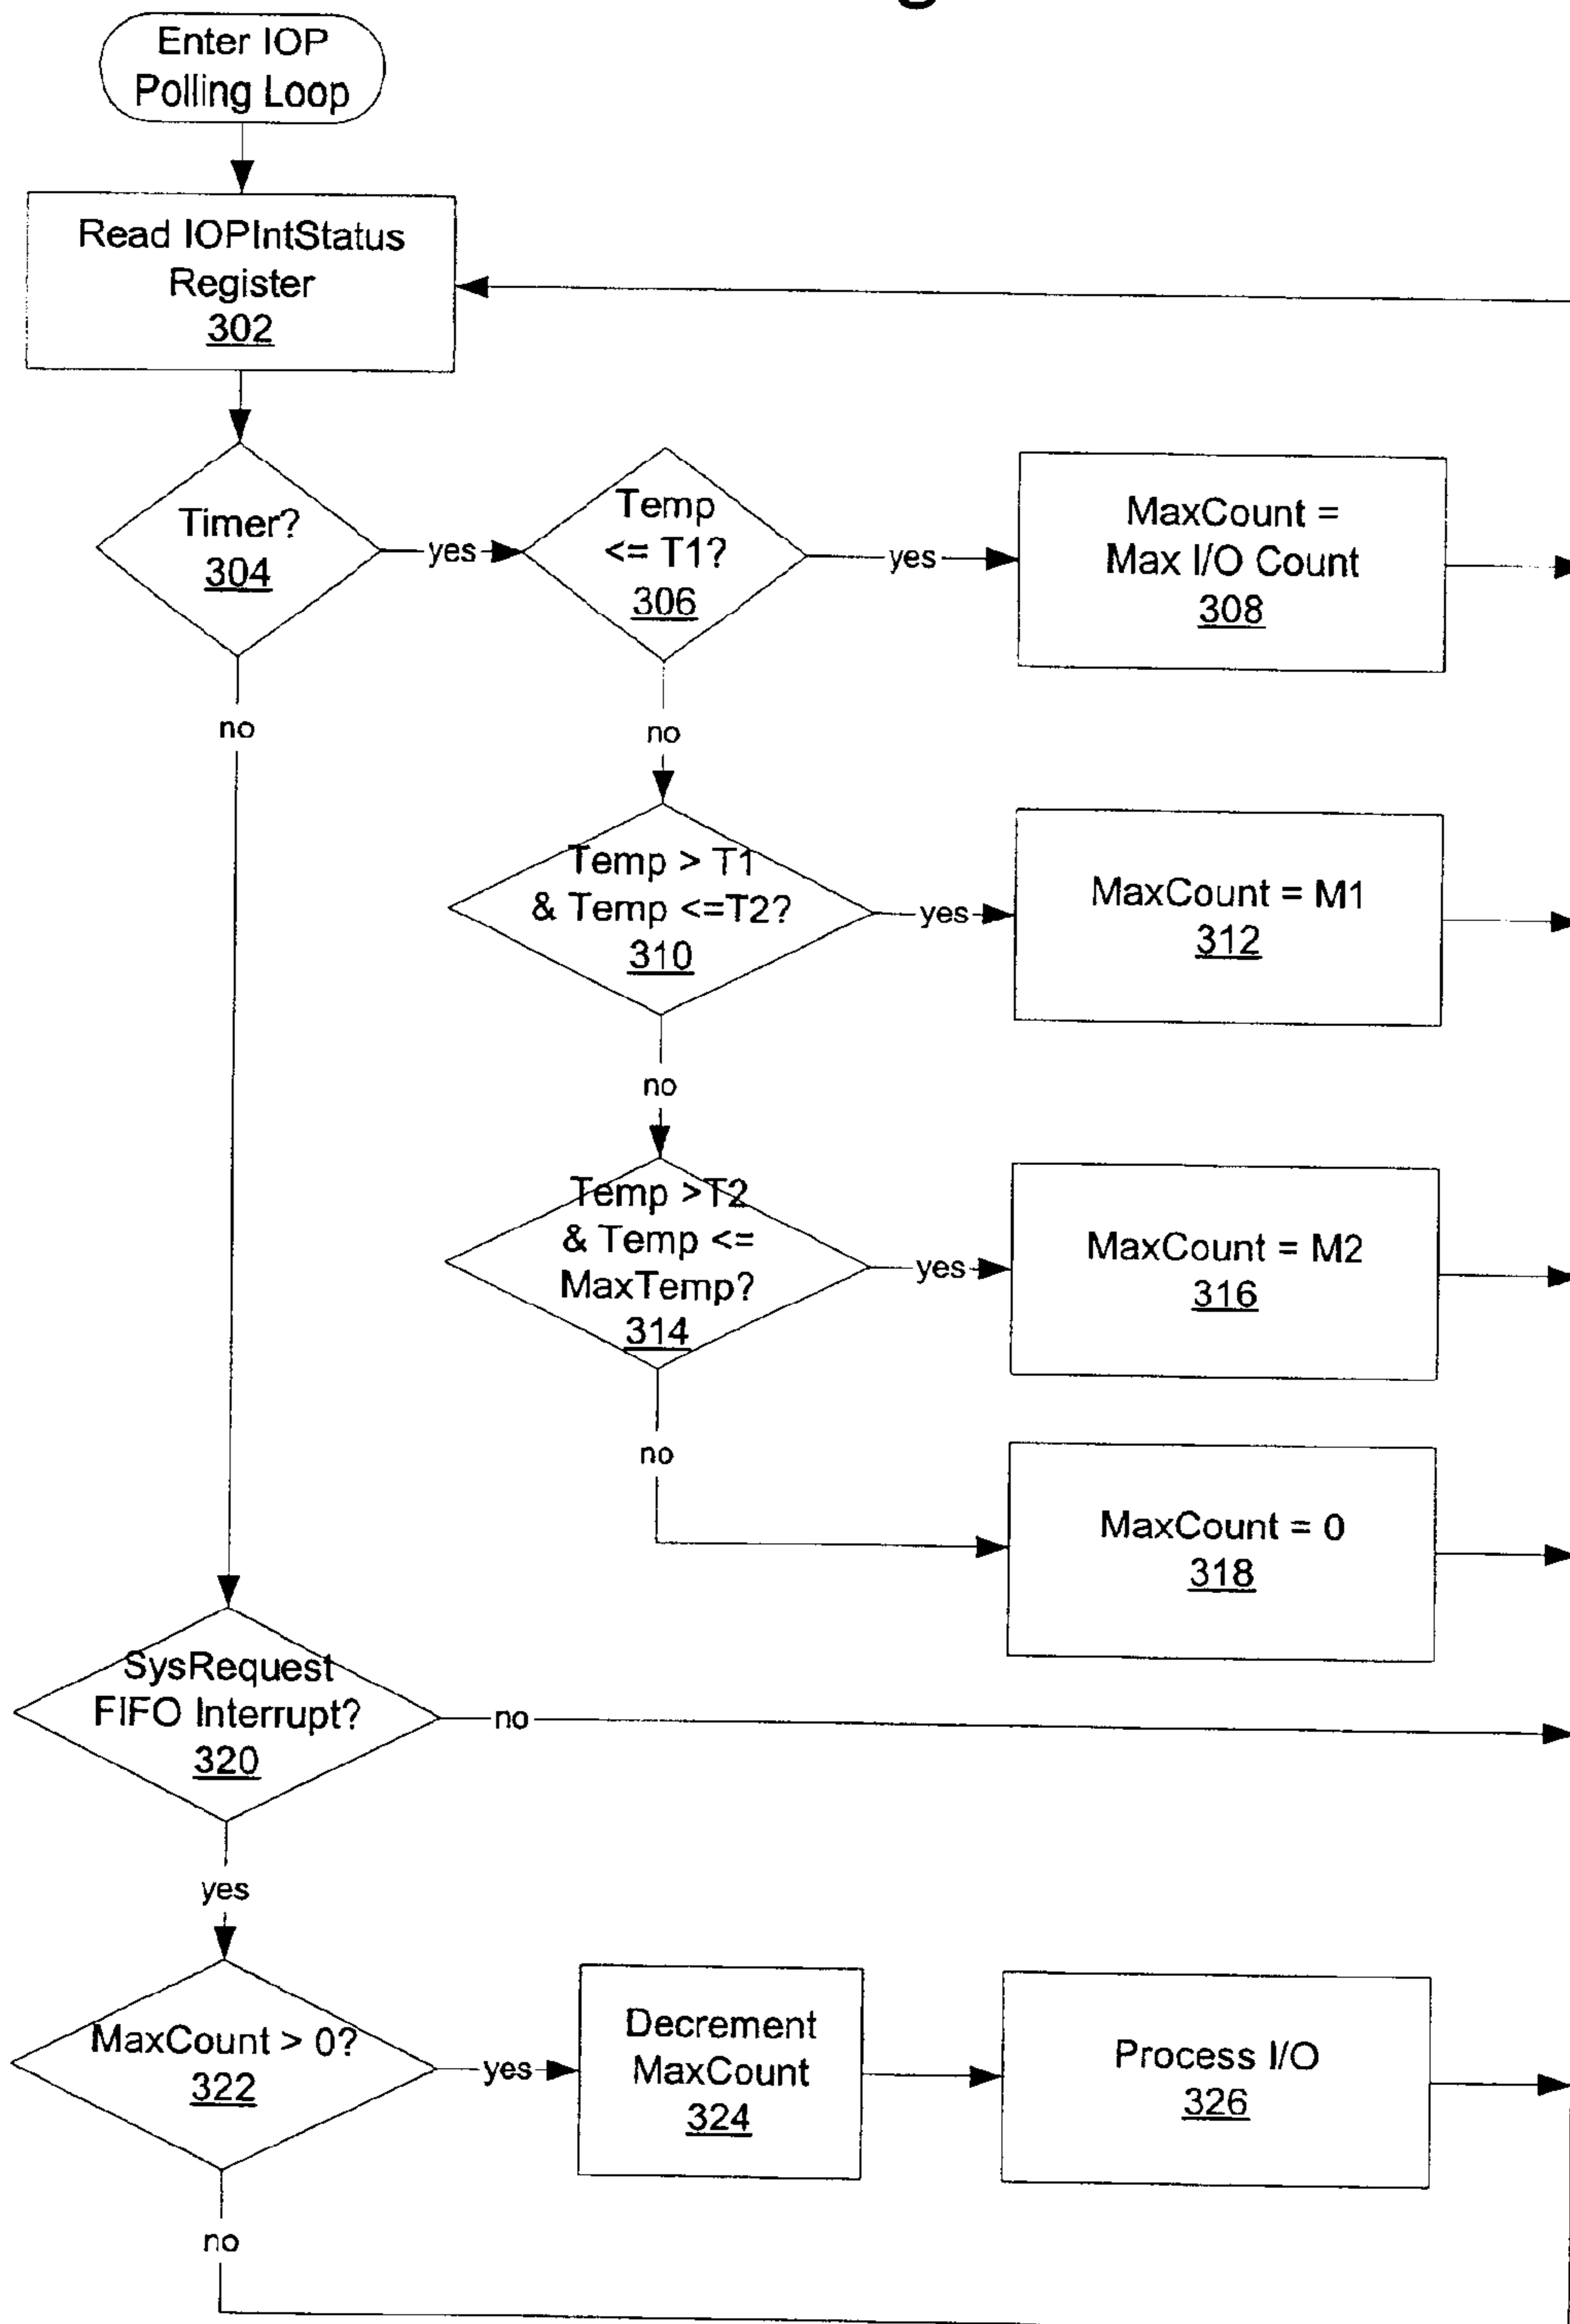 Enter IOP
Polling Loop
Read IOPIntStatus
Register
302
Timer?
304
yes
Temp
<= T1?
306
yes
MaxCount =
Max I/O Count
308
no
no
Temp > T1
& Temp <=T2?
310
yes
MaxCount = M1
312
no
Temp >T2
& Temp <=
MaxTemp?
314
yes
MaxCount = M2
316
no
MaxCount = 0
318
SysRequest
FIFO Interrupt?
320
no
yes
MaxCount > 0?
322
yes
Decrement
MaxCount
324
Process I/O
326
no